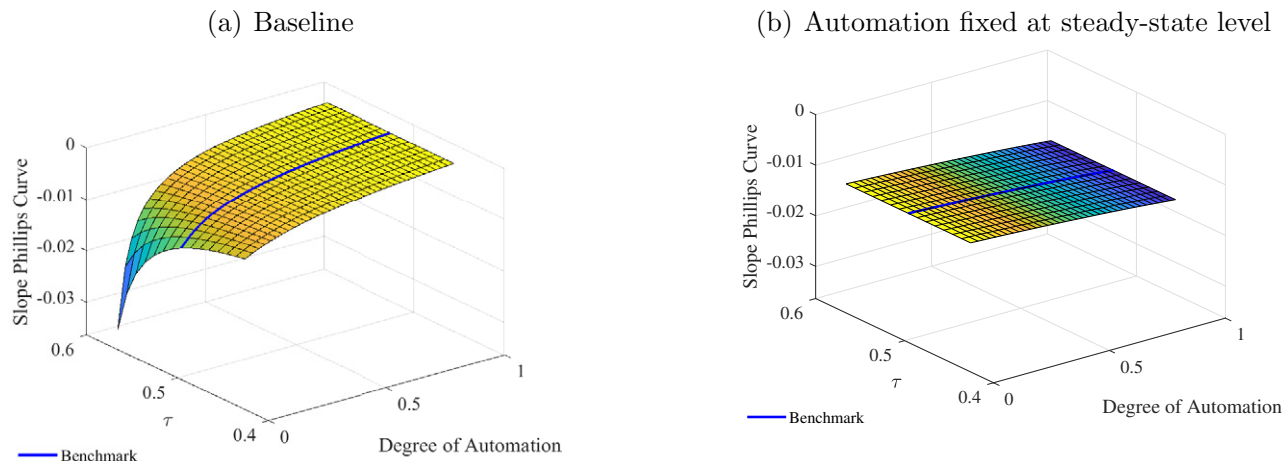 (a) Baseline
0
-0.01
-0.02
-0.03
Slope Phillips Curve
0.6
0.5
0.4
τ
0
0.5
1
Degree of Automation
Benchmark
(b) Automation fixed at steady-state level
0
-0.01
-0.02
-0.03
Slope Phillips Curve
0.6
0.5
0.4
τ
0
0.5
1
Degree of Automation
Benchmark